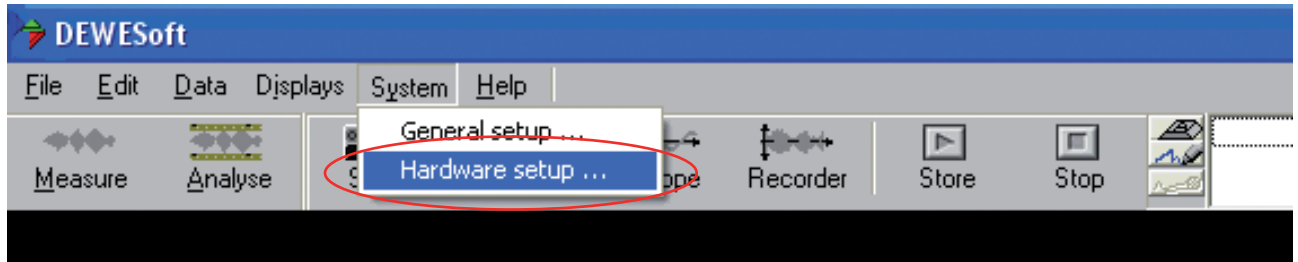 DEWESoft
File Edit Data Displays System Help
General setup ...
Hardware setup ...
Measure Analyse Recorder Store Stop